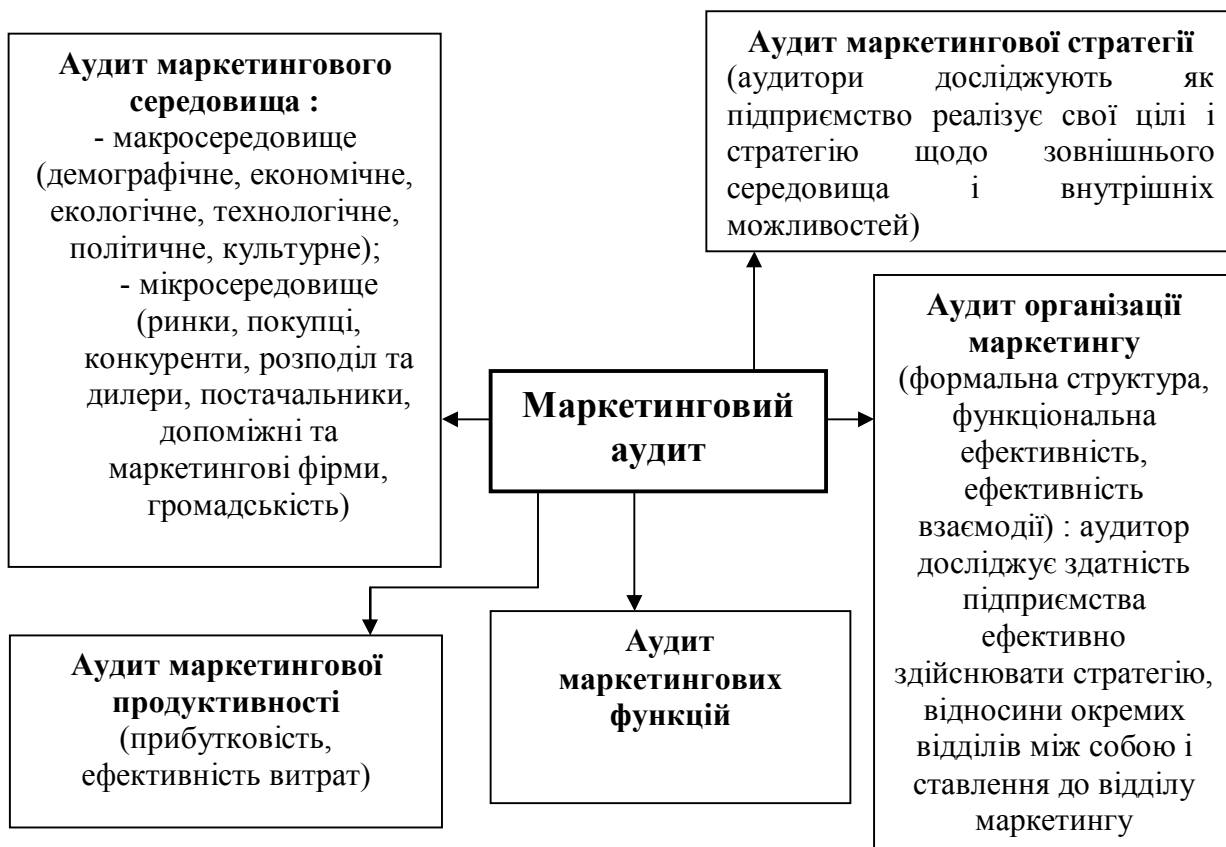 Аудит маркетингового
середовища :
- макросередовище
(демографічне, економічне,
екологічне, технологічне,
політичне, культурне);
- мікросередовище
(ринки, покупці,
конкуренти, розподіл та
дилери, постачальники,
допоміжні та
маркетингові фірми,
громадськість)
Аудит маркетингової стратегії
(аудитори досліджують як
підприємство реалізує свої цілі і
стратегію щодо зовнішнього
середовища і внутрішніх
можливостей)
Маркетинговий
аудит
Аудит організації
маркетингу
(формальна структура,
функціональна
ефективність,
ефективність
взаємодії) : аудитор
досліджує здатність
підприємства
ефективно
здійснювати стратегію,
відносини окремих
відділів між собою і
ставлення до відділу
маркетингу
Аудит маркетингової
продуктивності
(прибутковість,
ефективність витрат)
Аудит
маркетингових
функцій